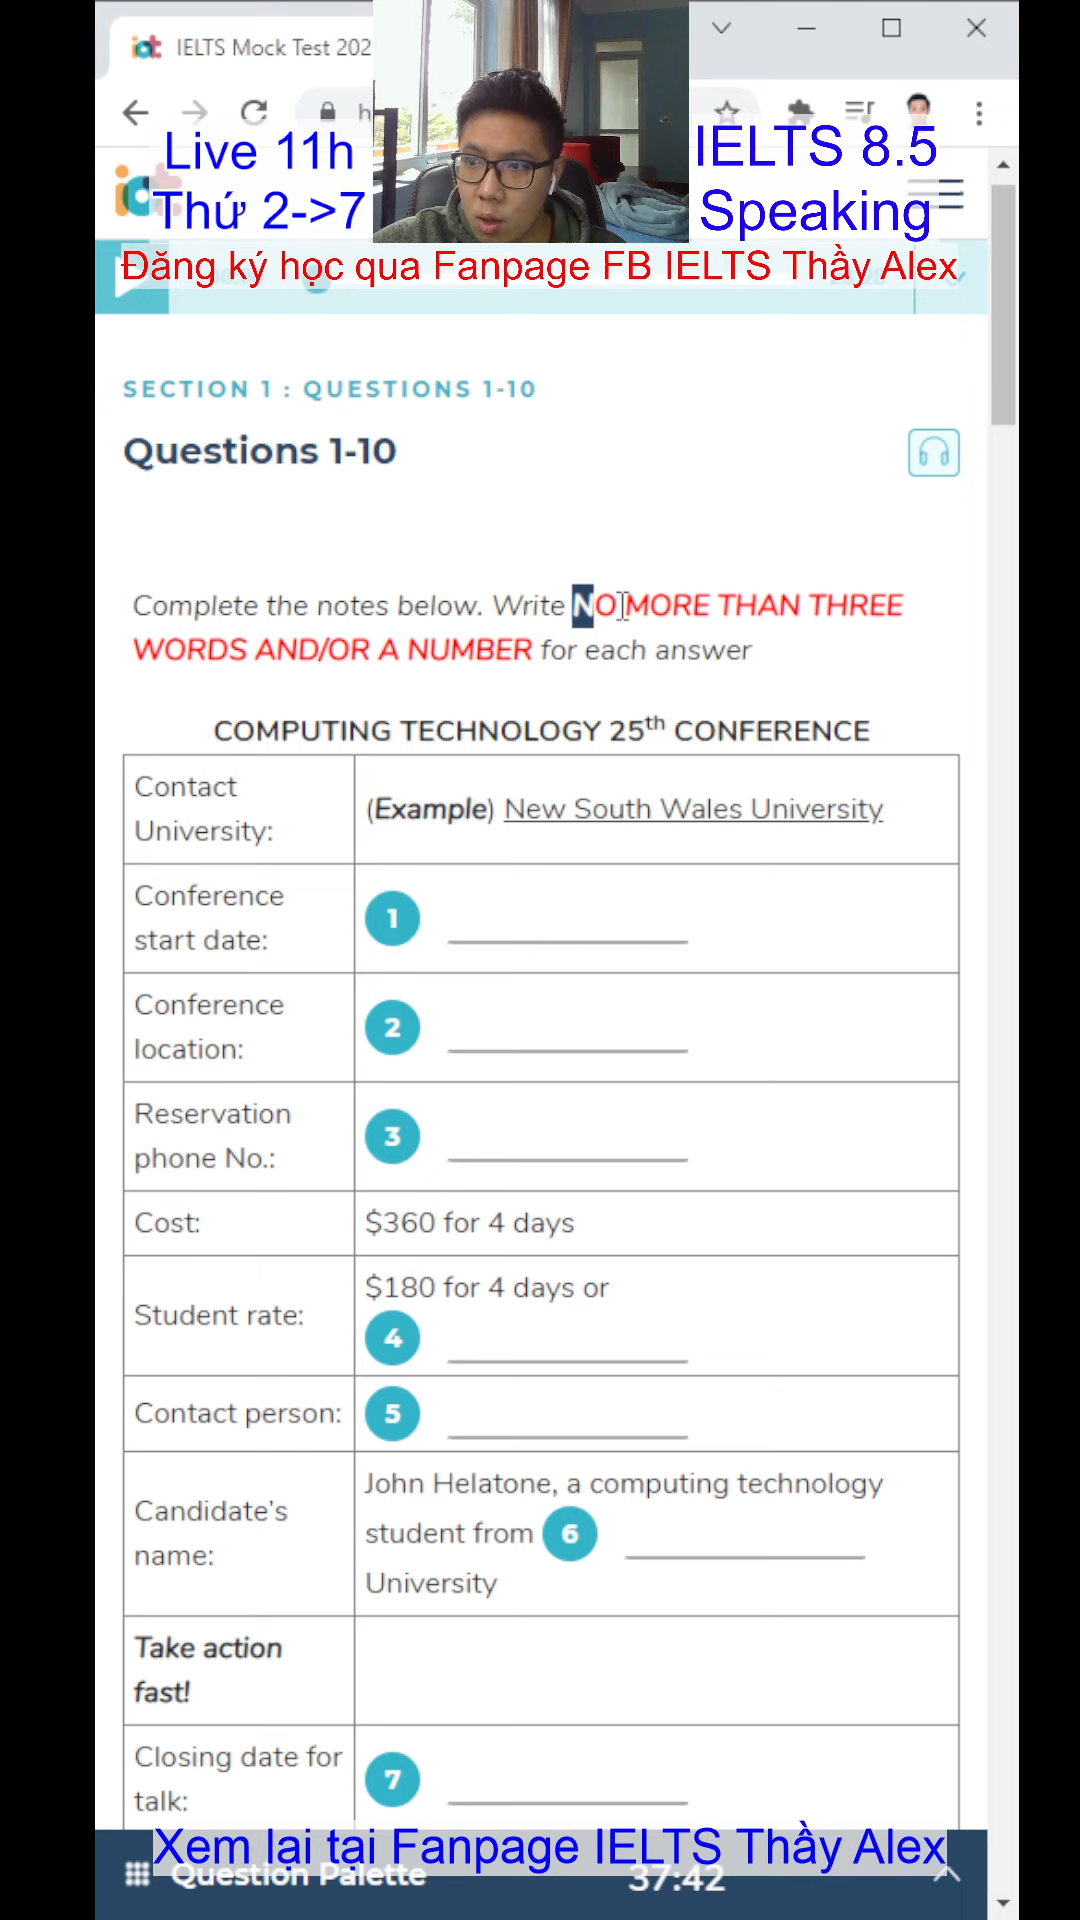 IELTS Mock Test 202
Live 11h
Thứ 2->7
IELTS 8.5
Speaking
Đăng ký học qua Fanpage FB IELTS Thầy Alex
SECTION 1 : QUESTIONS 1-10
Questions 1-10
Complete the notes below. Write NO MORE THAN THREE
WORDS AND/OR A NUMBER for each answer
COMPUTING TECHNOLOGY 25th CONFERENCE
Contact
University:
(Example) New South Wales University
Conference
start date:
1
Conference
location:
2
Reservation
phone No.:
3
Cost:
$360 for 4 days
Student rate:
$180 for 4 days or
4
Contact person:
5
Candidate's
name:
John Helatone, a computing technology
student from 6
University
Take action
fast!
Closing date for
talk:
7
Xem lại tại Fanpage IELTS Thầy Alex
Question Palette
37:42